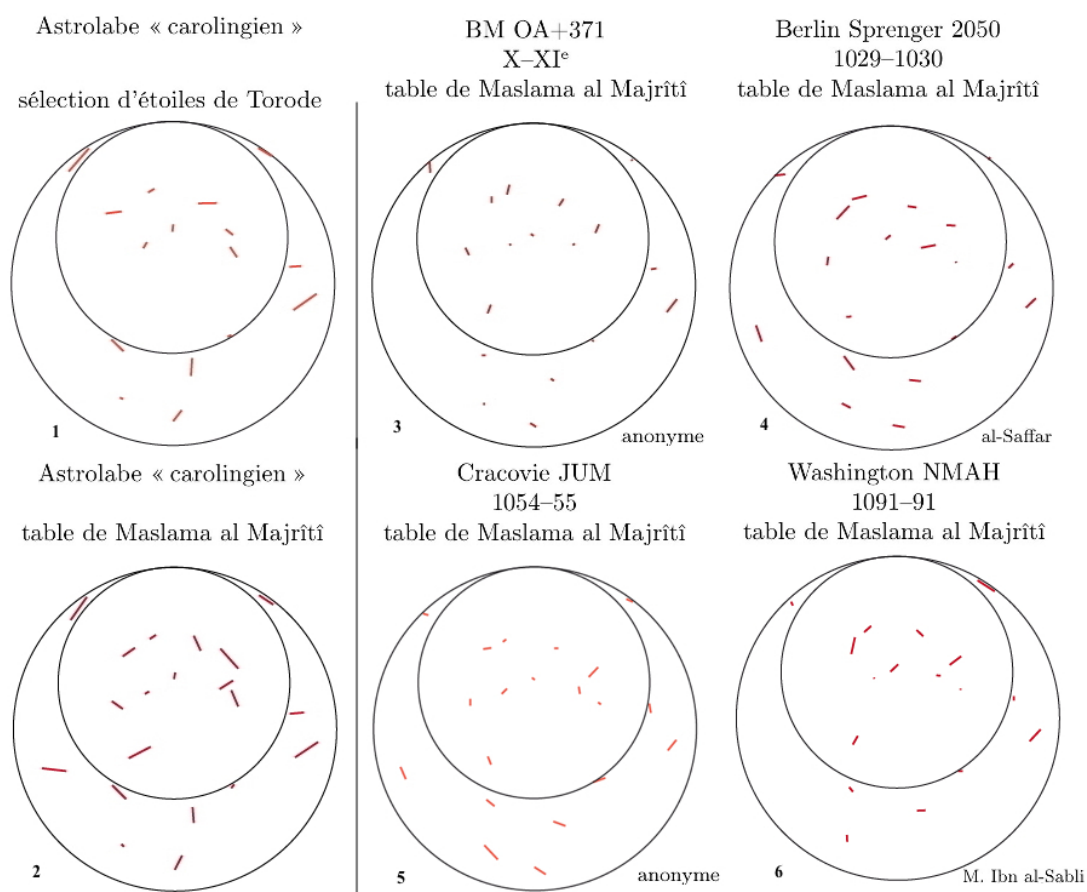 Astrolabe « carolingien »
sélection d'étoiles de Torode
1
BM OA+371
X–XIᵉ
table de Maslama al Majrîtî
3
anonyme
Berlin Sprenger 2050
1029–1030
table de Maslama al Majrîtî
4
al-Saffar
Astrolabe « carolingien »
table de Maslama al Majrîtî
2
Cracovie JUM
1054–55
table de Maslama al Majrîtî
5
anonyme
Washington NMAH
1091–91
table de Maslama al Majrîtî
6
M. Ibn al-Sabli